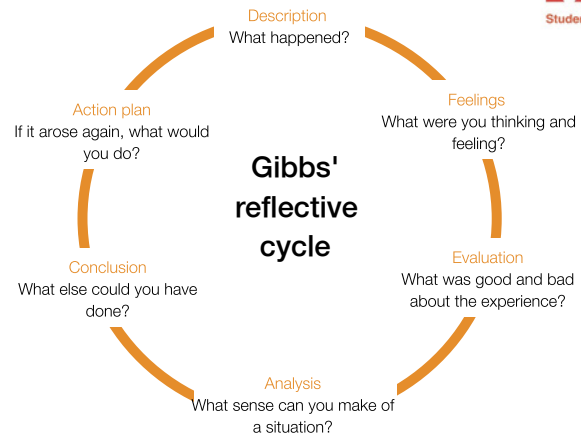 Description
What happened?
Feelings
What were you thinking and
feeling?
Evaluation
What was good and bad
about the experience?
Analysis
What sense can you make of
a situation?
Conclusion
What else could you have
done?
Action plan
If it arose again, what would
you do?
Gibbs'
reflective
cycle